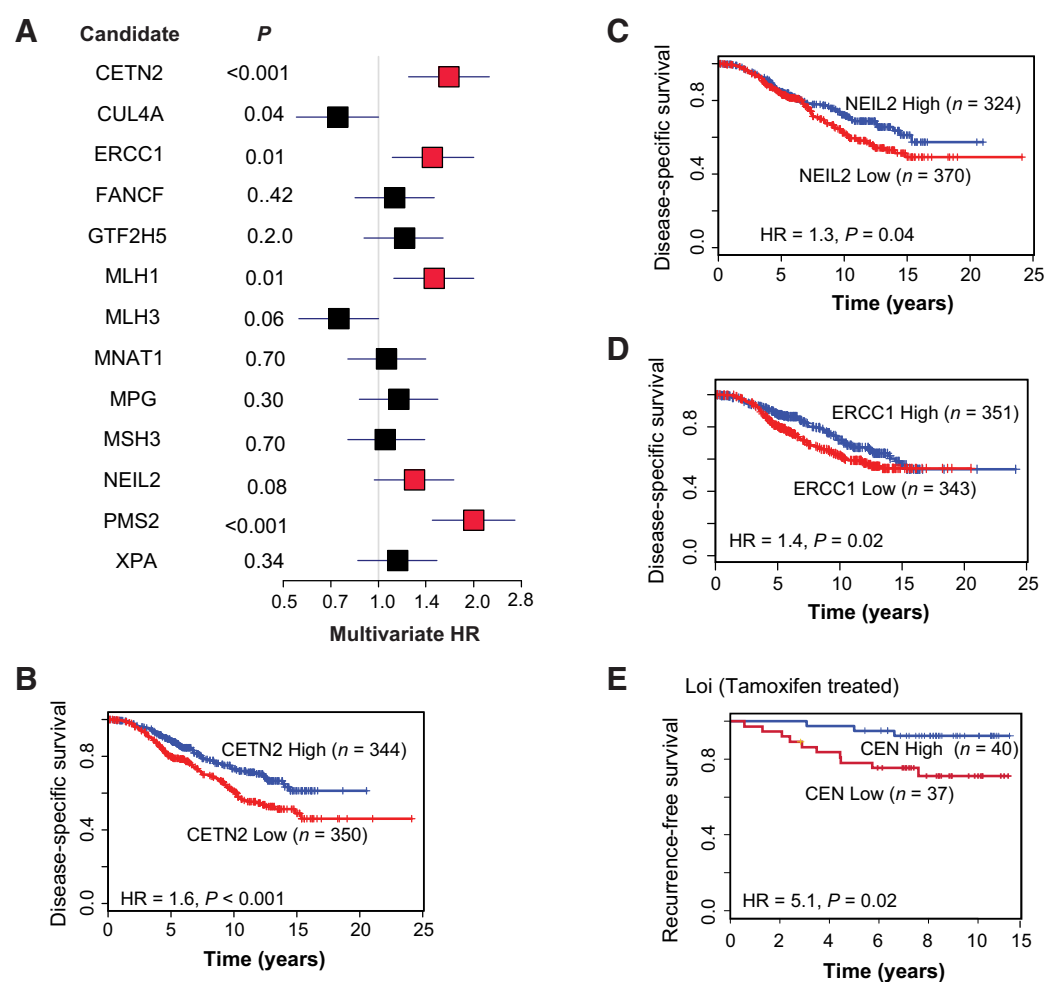 A
Candidate P
CETN2 <0.001
CUL4A 0.04
ERCC1 0.01
FANCF 0..42
GTF2H5 0.2.0
MLH1 0.01
MLH3 0.06
MNAT1 0.70
MPG 0.30
MSH3 0.70
NEIL2 0.08
PMS2 <0.001
XPA 0.34
0.5 0.7 1.0 1.4 2.0 2.8
Multivariate HR
B
Disease-specific survival
0.8
0.4
0.0
CETN2 High (n = 344)
CETN2 Low (n = 350)
HR = 1.6, P < 0.001
0 5 10 15 20 25
Time (years)
C
Disease-specific survival
0.8
0.4
0.0
NEIL2 High (n = 324)
NEIL2 Low (n = 370)
HR = 1.3, P = 0.04
0 5 10 15 20 25
Time (years)
D
Disease-specific survival
0.8
0.4
0.0
ERCC1 High (n = 351)
ERCC1 Low (n = 343)
HR = 1.4, P = 0.02
0 5 10 15 20 25
Time (years)
E
Loi (Tamoxifen treated)
Recurrence-free survival
0.8
0.4
0.0
CEN High (n = 40)
CEN Low (n = 37)
HR = 5.1, P = 0.02
0 2 4 6 8 10 15
Time (years)